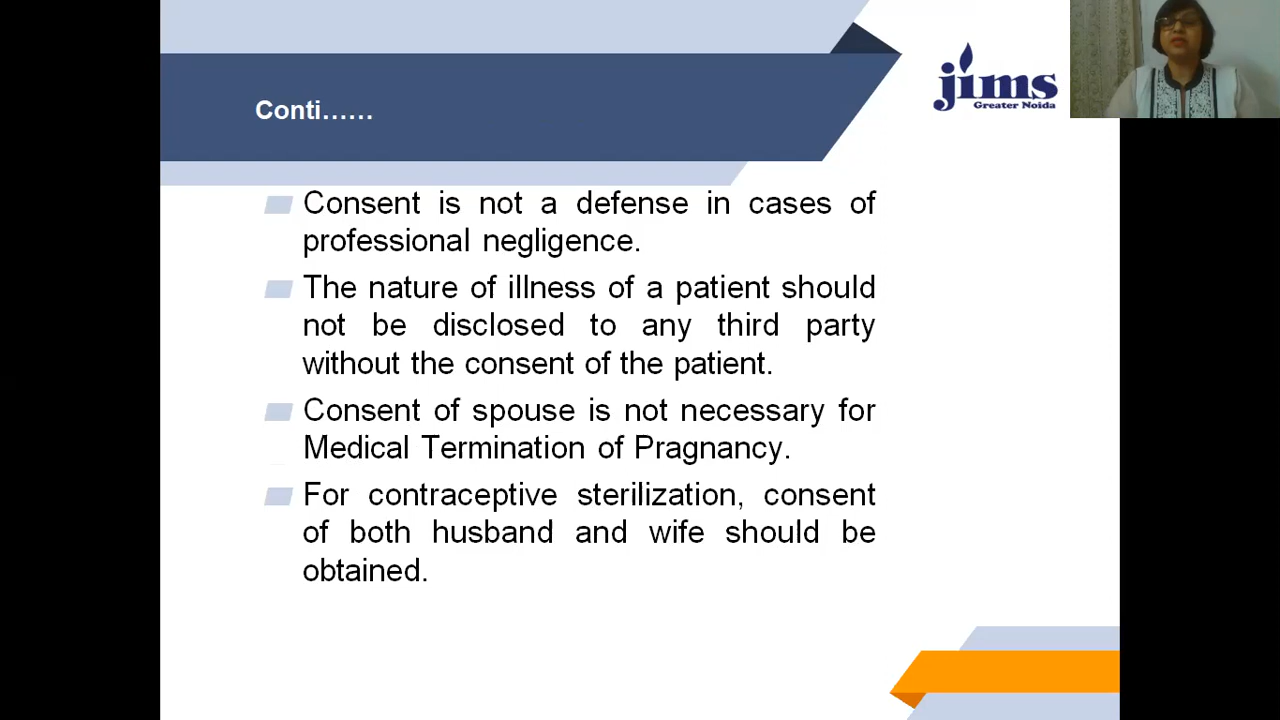 Conti……
jims
Greater Noida
Consent is not a defense in cases of
professional negligence.
The nature of illness of a patient should
not be disclosed to any third party
without the consent of the patient.
Consent of spouse is not necessary for
Medical Termination of Pragnancy.
For contraceptive sterilization, consent
of both husband and wife should be
obtained.